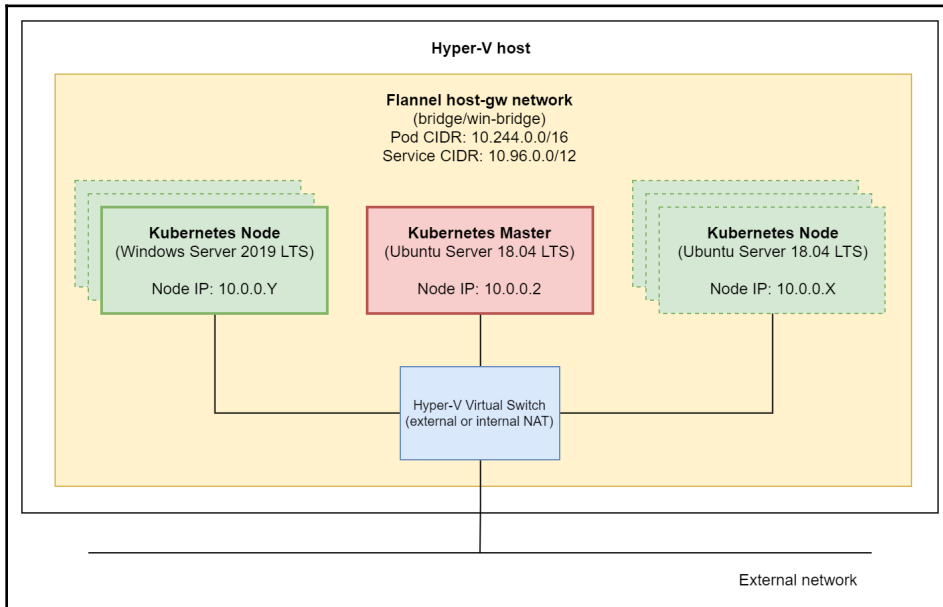 Hyper-V host
Flannel host-gw network
(bridge/win-bridge)
Pod CIDR: 10.244.0.0/16
Service CIDR: 10.96.0.0/12
Kubernetes Node
(Windows Server 2019 LTS)
Node IP: 10.0.0.Y
Kubernetes Master
(Ubuntu Server 18.04 LTS)
Node IP: 10.0.0.2
Kubernetes Node
(Ubuntu Server 18.04 LTS)
Node IP: 10.0.0.X
Hyper-V Virtual Switch
(external or internal NAT)
External network